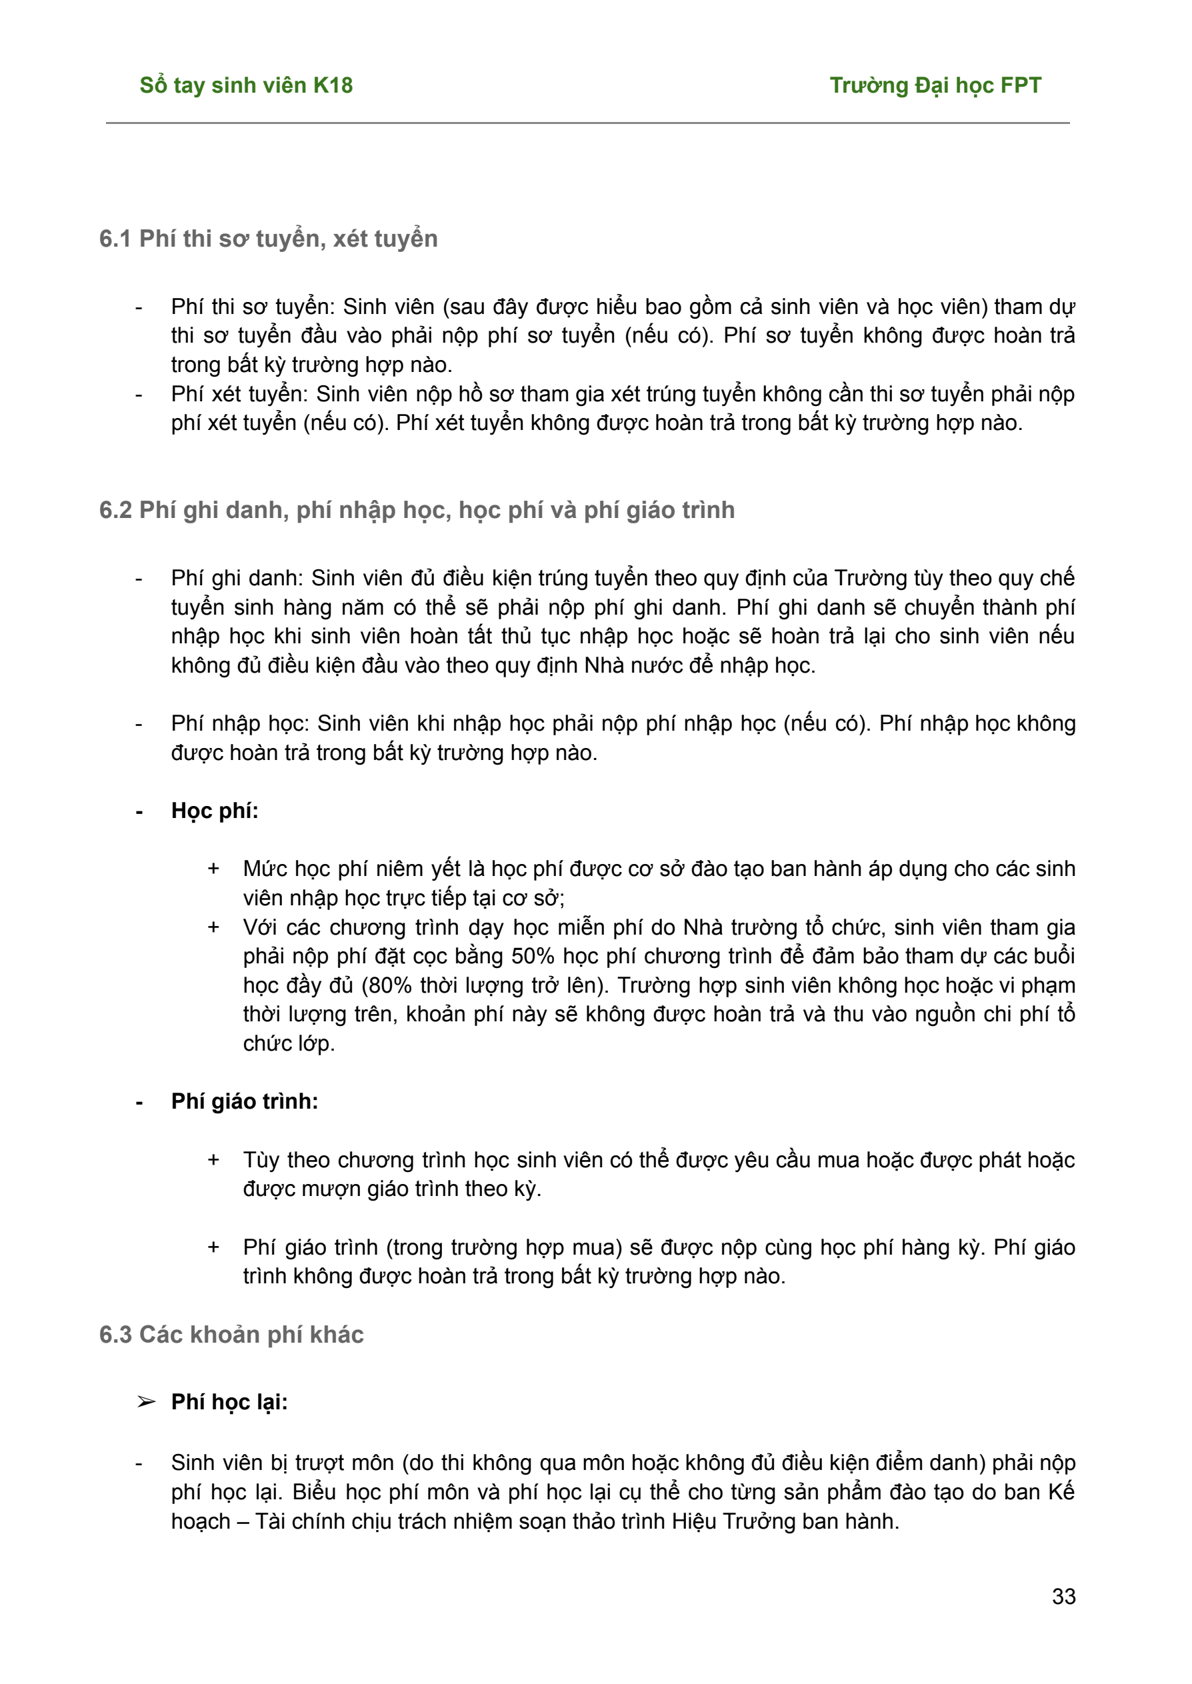 Sổ tay sinh viên K18 Trường Đại học FPT
6.1 Phí thi sơ tuyển, xét tuyển
- Phí thi sơ tuyển: Sinh viên (sau đây được hiểu bao gồm cả sinh viên và học viên) tham dự
thi sơ tuyển đầu vào phải nộp phí sơ tuyển (nếu có). Phí sơ tuyển không được hoàn trả
trong bất kỳ trường hợp nào.
- Phí xét tuyển: Sinh viên nộp hồ sơ tham gia xét trúng tuyển không cần thi sơ tuyển phải nộp
phí xét tuyển (nếu có). Phí xét tuyển không được hoàn trả trong bất kỳ trường hợp nào.
6.2 Phí ghi danh, phí nhập học, học phí và phí giáo trình
- Phí ghi danh: Sinh viên đủ điều kiện trúng tuyển theo quy định của Trường tùy theo quy chế
tuyển sinh hàng năm có thể sẽ phải nộp phí ghi danh. Phí ghi danh sẽ chuyển thành phí
nhập học khi sinh viên hoàn tất thủ tục nhập học hoặc sẽ hoàn trả lại cho sinh viên nếu
không đủ điều kiện đầu vào theo quy định Nhà nước để nhập học.
- Phí nhập học: Sinh viên khi nhập học phải nộp phí nhập học (nếu có). Phí nhập học không
được hoàn trả trong bất kỳ trường hợp nào.
- Học phí:
+ Mức học phí niêm yết là học phí được cơ sở đào tạo ban hành áp dụng cho các sinh
viên nhập học trực tiếp tại cơ sở;
+ Với các chương trình dạy học miễn phí do Nhà trường tổ chức, sinh viên tham gia
phải nộp phí đặt cọc bằng 50% học phí chương trình để đảm bảo tham dự các buổi
học đầy đủ (80% thời lượng trở lên). Trường hợp sinh viên không học hoặc vi phạm
thời lượng trên, khoản phí này sẽ không được hoàn trả và thu vào nguồn chi phí tổ
chức lớp.
- Phí giáo trình:
+ Tùy theo chương trình học sinh viên có thể được yêu cầu mua hoặc được phát hoặc
được mượn giáo trình theo kỳ.
+ Phí giáo trình (trong trường hợp mua) sẽ được nộp cùng học phí hàng kỳ. Phí giáo
trình không được hoàn trả trong bất kỳ trường hợp nào.
6.3 Các khoản phí khác
➢ Phí học lại:
- Sinh viên bị trượt môn (do thi không qua môn hoặc không đủ điều kiện điểm danh) phải nộp
phí học lại. Biểu học phí môn và phí học lại cụ thể cho từng sản phẩm đào tạo do ban Kế
hoạch – Tài chính chịu trách nhiệm soạn thảo trình Hiệu Trưởng ban hành.
33